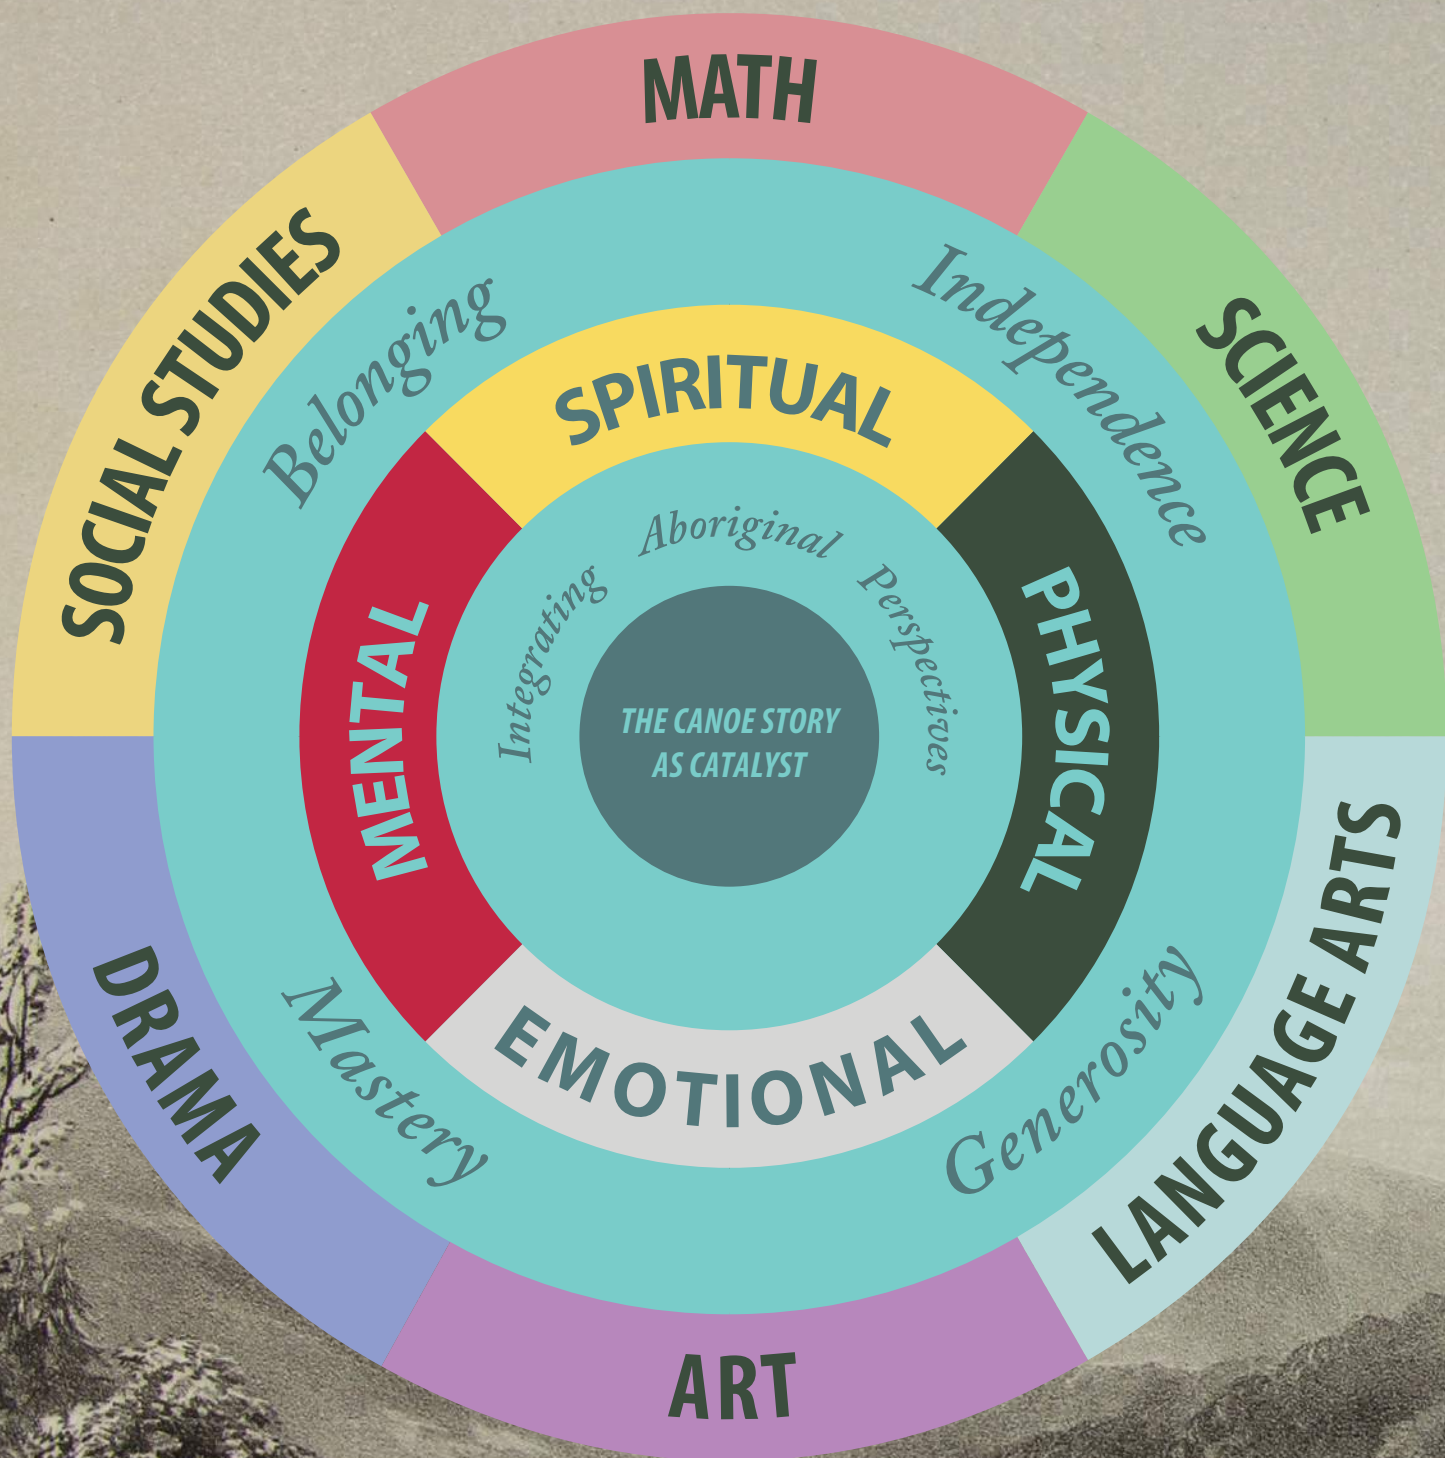 MATH
SCIENCE
LANGUAGE ARTS
ART
DRAMA
SOCIAL STUDIES
Belonging
Independence
Generosity
Mastery
SPIRITUAL
PHYSICAL
EMOTIONAL
MENTAL
Integrating Aboriginal Perspectives
THE CANOE STORY
AS CATALYST